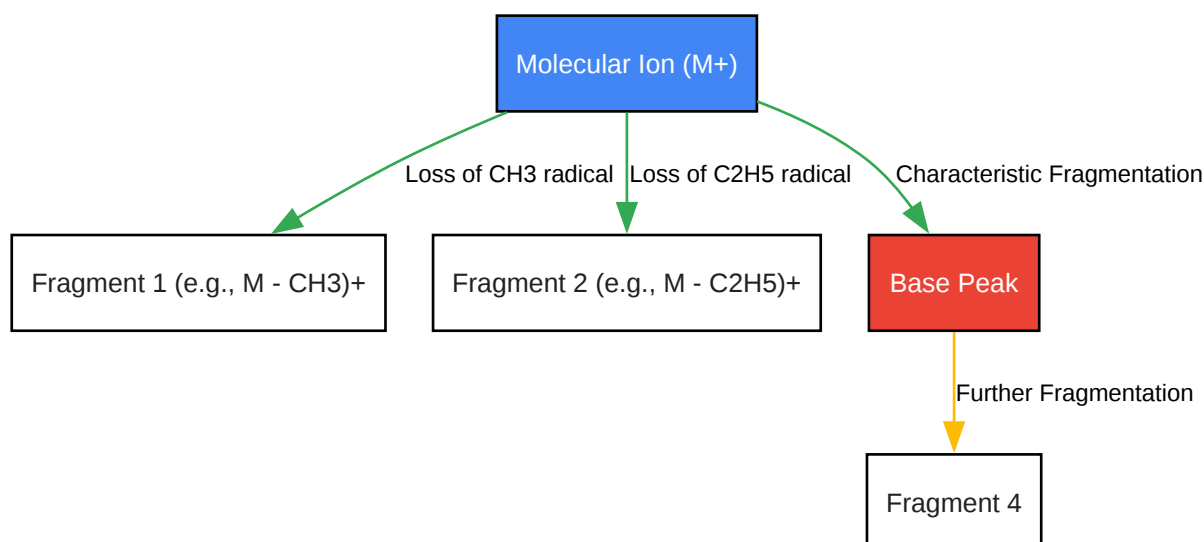 Molecular Ion (M+)
Loss of CH3 radical
Loss of C2H5 radical
Characteristic Fragmentation
Fragment 1 (e.g., M - CH3)+
Fragment 2 (e.g., M - C2H5)+
Base Peak
Further Fragmentation
Fragment 4